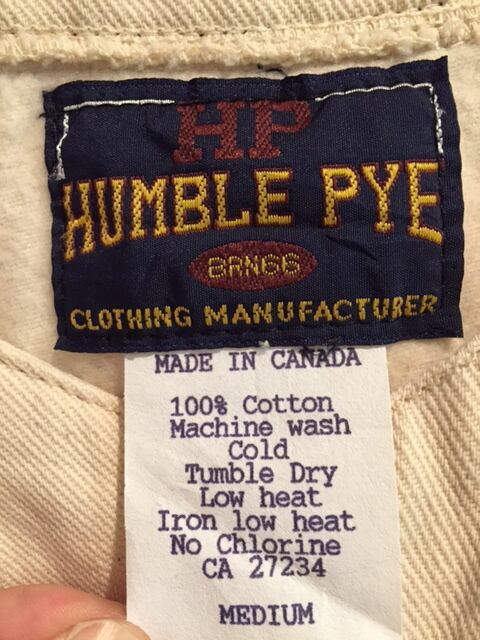 HP
HUMBLE PYE
BRN66
CLOTHING MANUFACTURER
MADE IN CANADA
100% Cotton
Machine wash
Cold
Tumble Dry
Low heat
Iron low heat
No Chlorine
CA 27234
MEDIUM